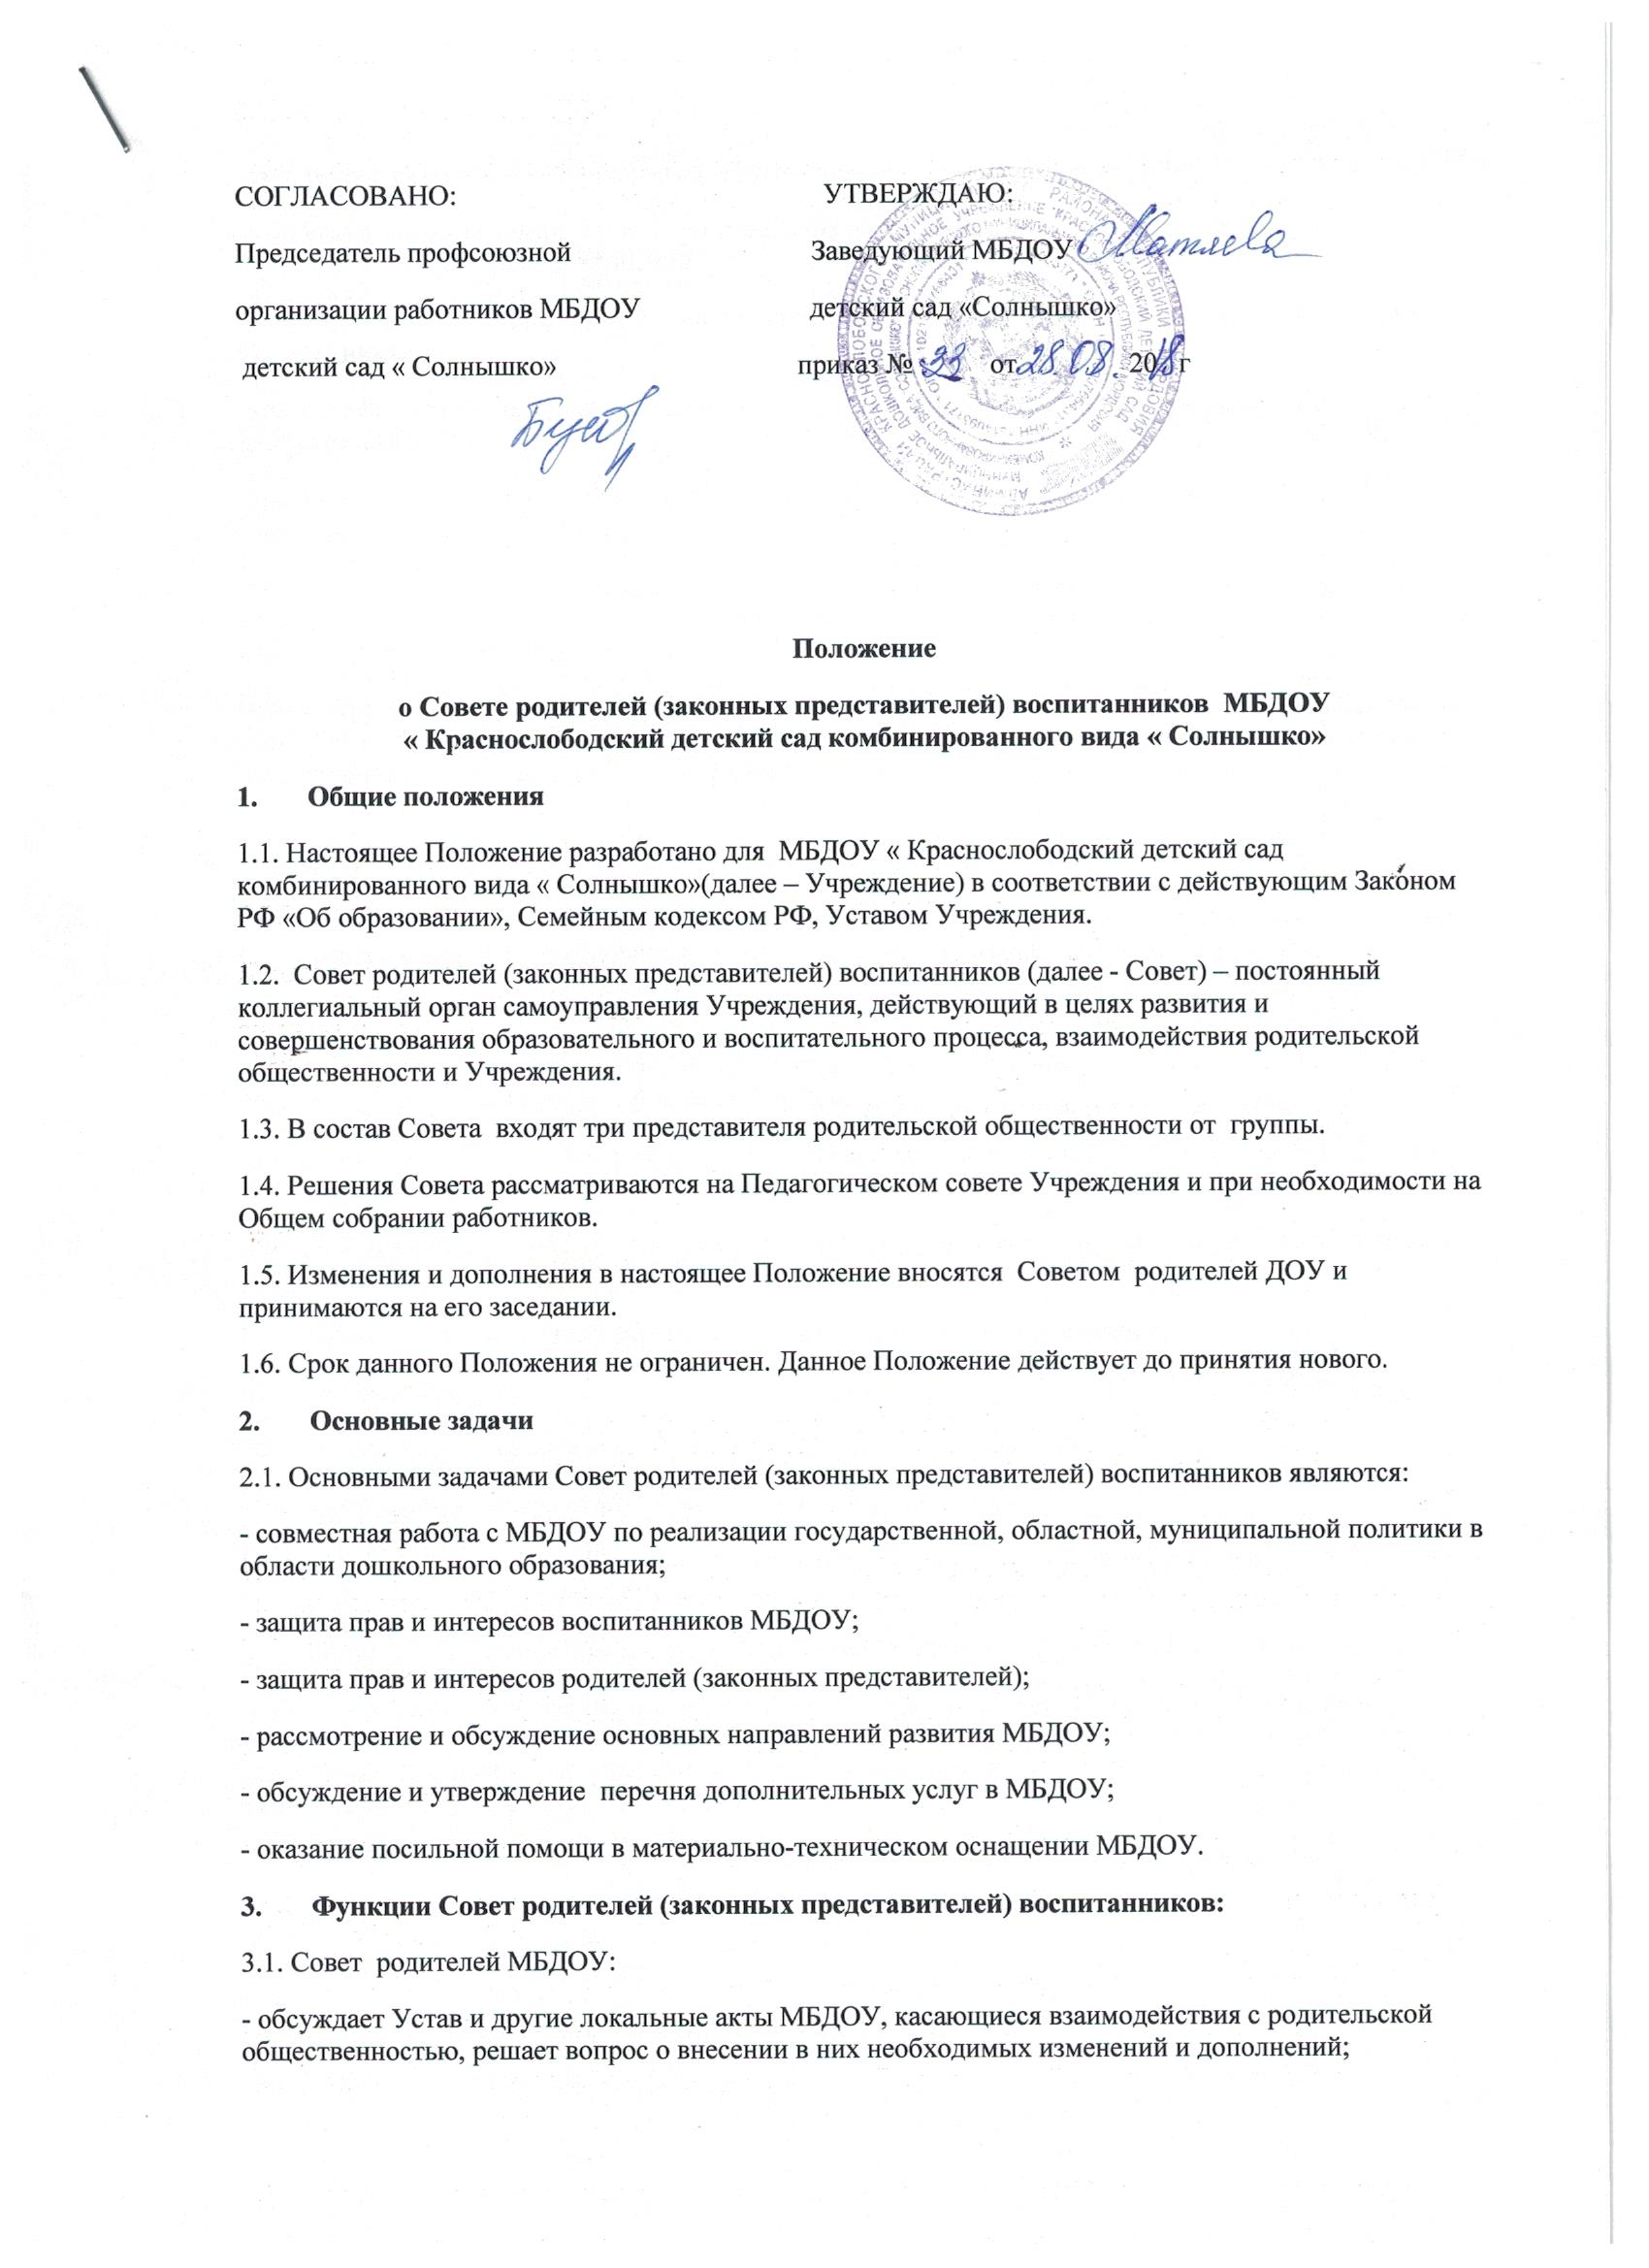 СОГЛАСОВАНО:
Председатель профсоюзной
организации работников МБДОУ
детский сад « Солнышко»
УТВЕРЖДАЮ:
Заведующий МБДОУ
детский сад «Солнышко»
приказ № 33 от 28.08. 2018г
Положение
о Совете родителей (законных представителей) воспитанников МБДОУ
« Краснослободский детский сад комбинированного вида « Солнышко»
1. Общие положения
1.1. Настоящее Положение разработано для МБДОУ « Краснослободский детский сад
комбинированного вида « Солнышко»(далее – Учреждение) в соответствии с действующим Законом
РФ «Об образовании», Семейным кодексом РФ, Уставом Учреждения.
1.2. Совет родителей (законных представителей) воспитанников (далее - Совет) – постоянный
коллегиальный орган самоуправления Учреждения, действующий в целях развития и
совершенствования образовательного и воспитательного процесса, взаимодействия родительской
общественности и Учреждения.
1.3. В состав Совета входят три представителя родительской общественности от группы.
1.4. Решения Совета рассматриваются на Педагогическом совете Учреждения и при необходимости на
Общем собрании работников.
1.5. Изменения и дополнения в настоящее Положение вносятся Советом родителей ДОУ и
принимаются на его заседании.
1.6. Срок данного Положения не ограничен. Данное Положение действует до принятия нового.
2. Основные задачи
2.1. Основными задачами Совет родителей (законных представителей) воспитанников являются:
- совместная работа с МБДОУ по реализации государственной, областной, муниципальной политики в
области дошкольного образования;
- защита прав и интересов воспитанников МБДОУ;
- защита прав и интересов родителей (законных представителей);
- рассмотрение и обсуждение основных направлений развития МБДОУ;
- обсуждение и утверждение перечня дополнительных услуг в МБДОУ;
- оказание посильной помощи в материально-техническом оснащении МБДОУ.
3. Функции Совет родителей (законных представителей) воспитанников:
3.1. Совет родителей МБДОУ:
- обсуждает Устав и другие локальные акты МБДОУ, касающиеся взаимодействия с родительской
общественностью, решает вопрос о внесении в них необходимых изменений и дополнений;